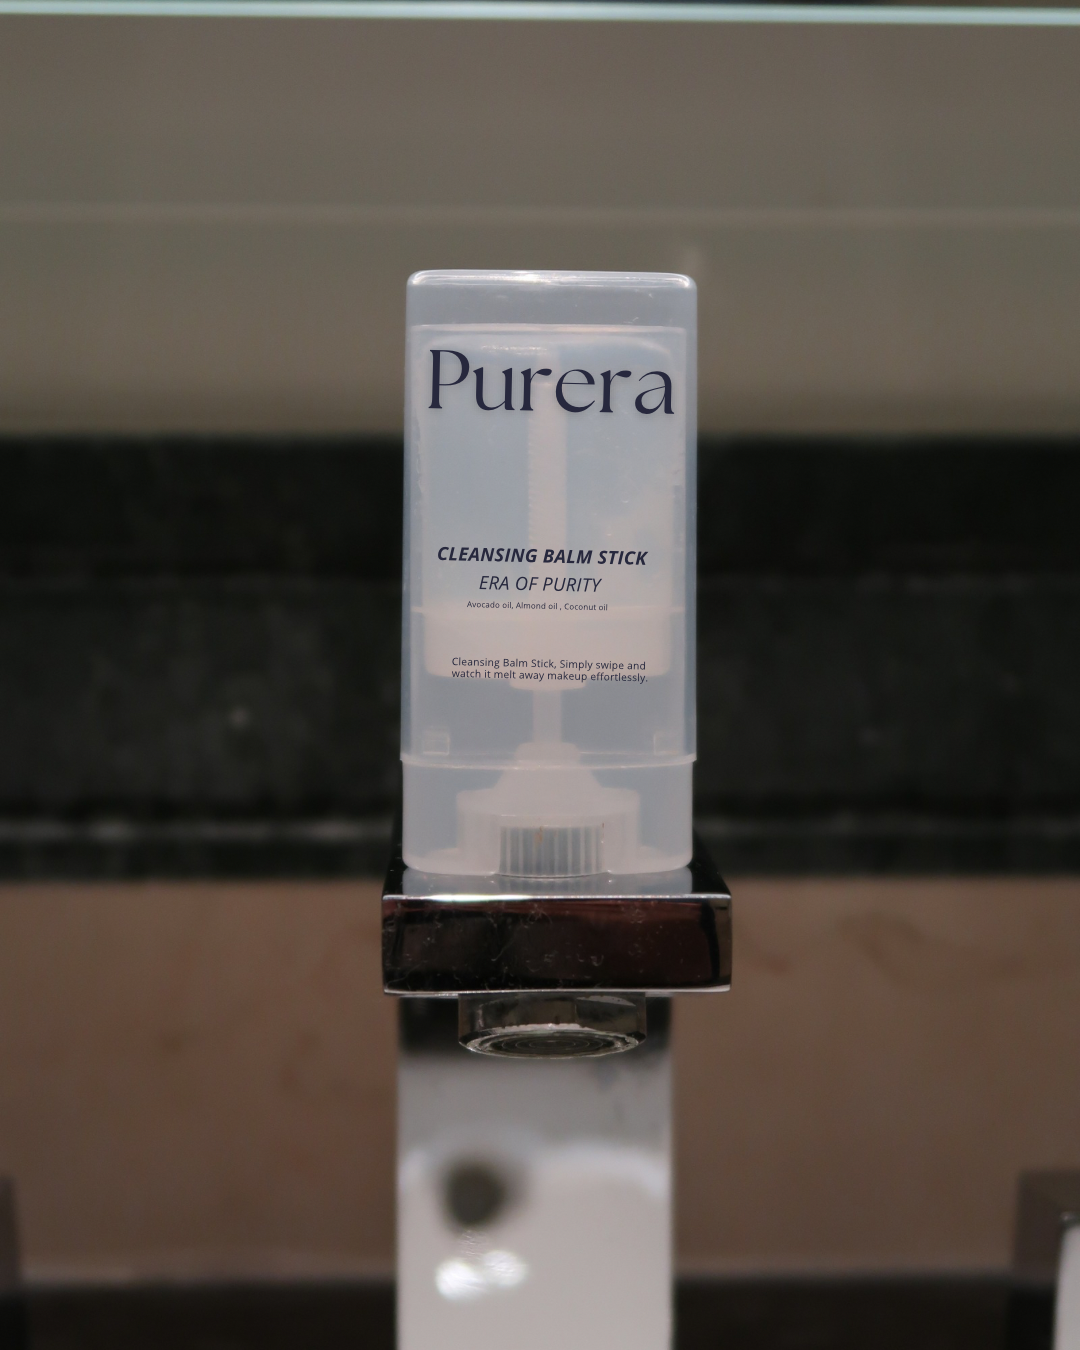 Purera
CLEANSING BALM STICK
ERA OF PURITY
Avocado oil, Almond oil , Coconut oil
Cleansing Balm Stick, Simply swipe and
watch it melt away makeup effortlessly.